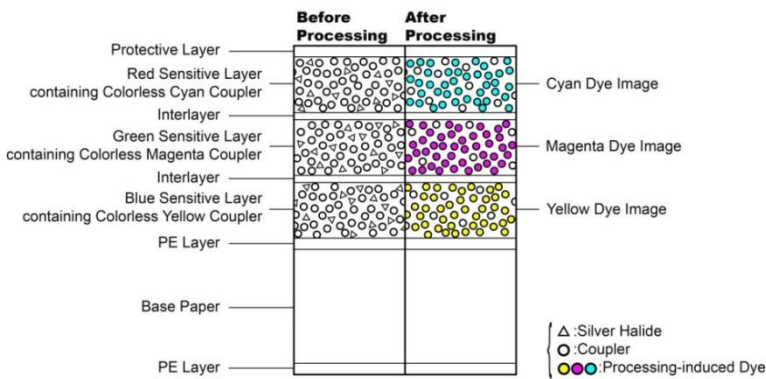 Before
Processing
After
Processing
Protective Layer
Red Sensitive Layer
containing Colorless Cyan Coupler
Cyan Dye Image
Interlayer
Green Sensitive Layer
containing Colorless Magenta Coupler
Magenta Dye Image
Interlayer
Blue Sensitive Layer
containing Colorless Yellow Coupler
Yellow Dye Image
PE Layer
Base Paper
PE Layer
:Silver Halide
:Coupler
:Processing-induced Dye